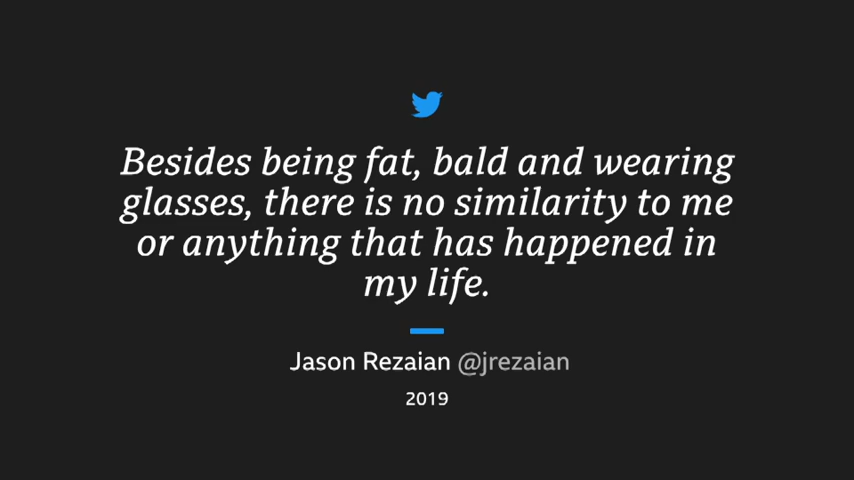 Besides being fat, bald and wearing
glasses, there is no similarity to me
or anything that has happened in
my life.
Jason Rezaian @jrezaian
2019